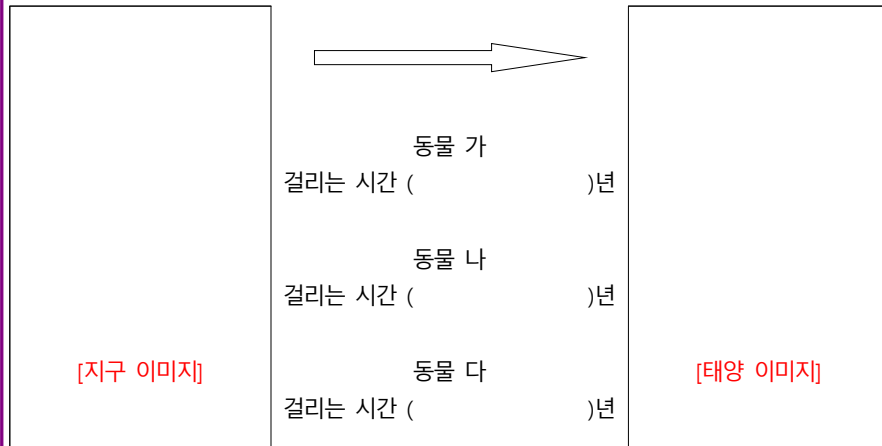 동물 가
걸리는 시간 ( )년
동물 나
걸리는 시간 ( )년
[지구 이미지]
동물 다
[태양 이미지]
걸리는 시간 ( )년